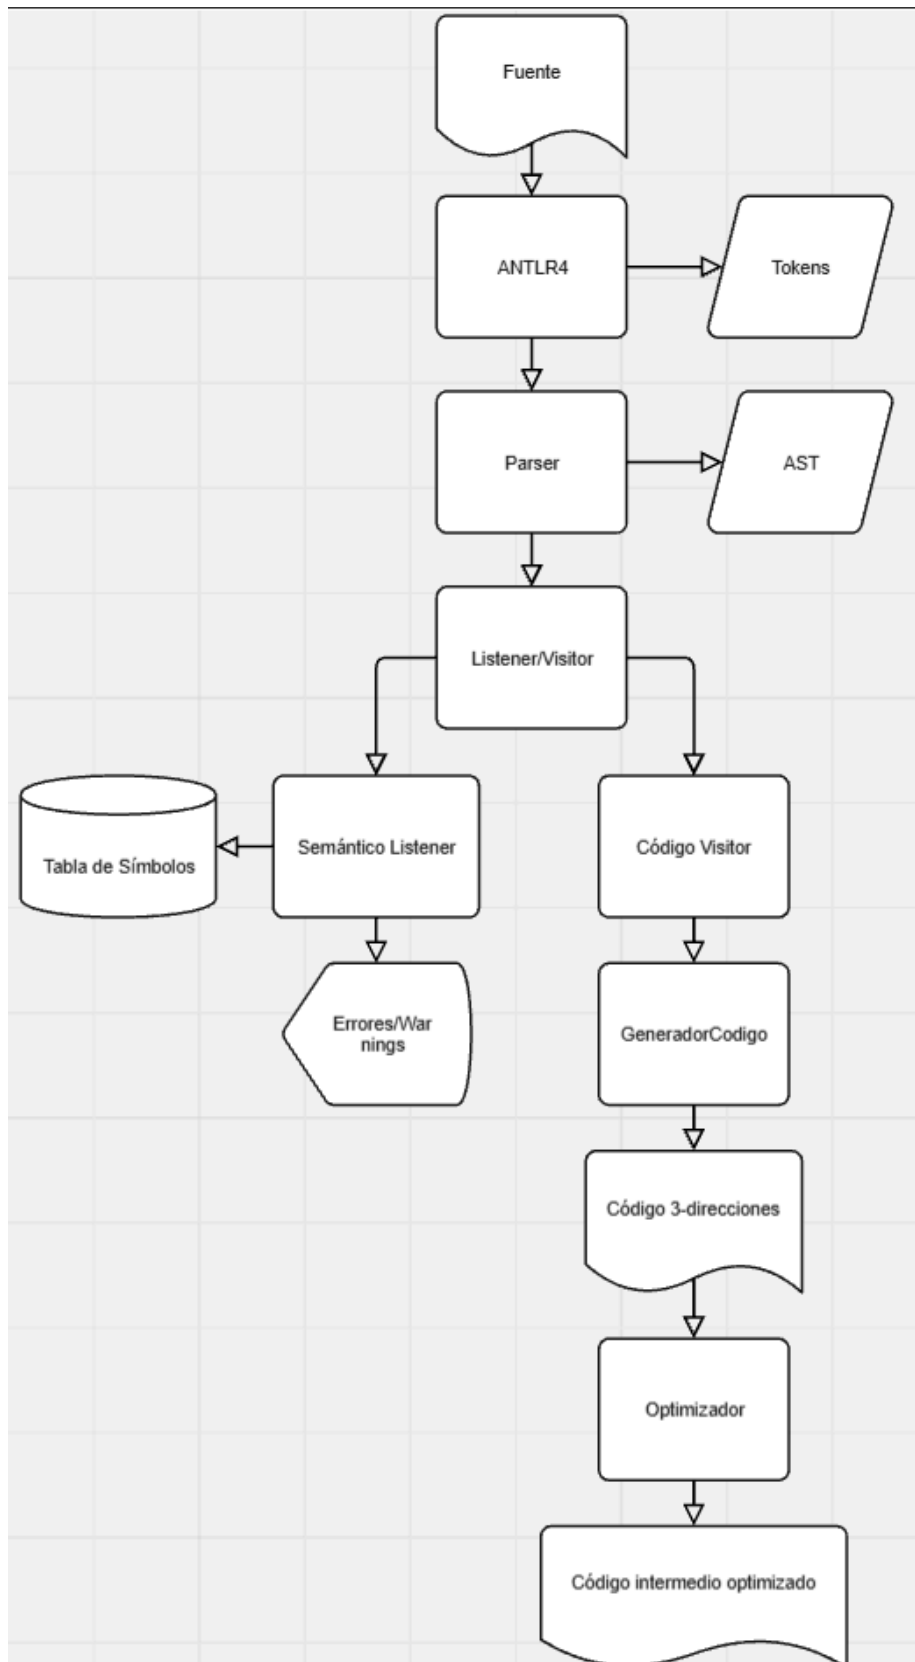 Fuente
ANTLR4
Tokens
Parser
AST
Listener/Visitor
Tabla de Símbolos
Semántico Listener
Código Visitor
Errores/War
nings
GeneradorCodigo
Código 3-direcciones
Optimizador
Código intermedio optimizado